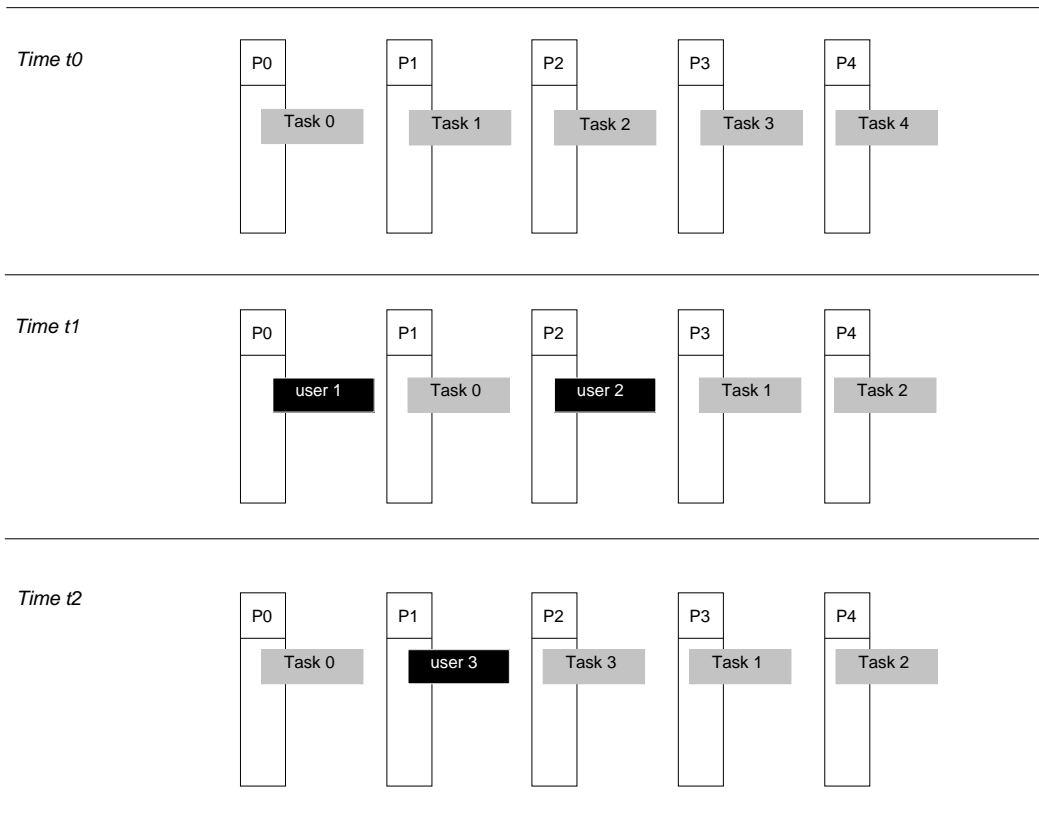 Time t0
P0 P1 P2 P3 P4
Task 0 Task 1 Task 2 Task 3 Task 4
Time t1
P0 P1 P2 P3 P4
user 1 Task 0 user 2 Task 1 Task 2
Time t2
P0 P1 P2 P3 P4
Task 0 user 3 Task 3 Task 1 Task 2